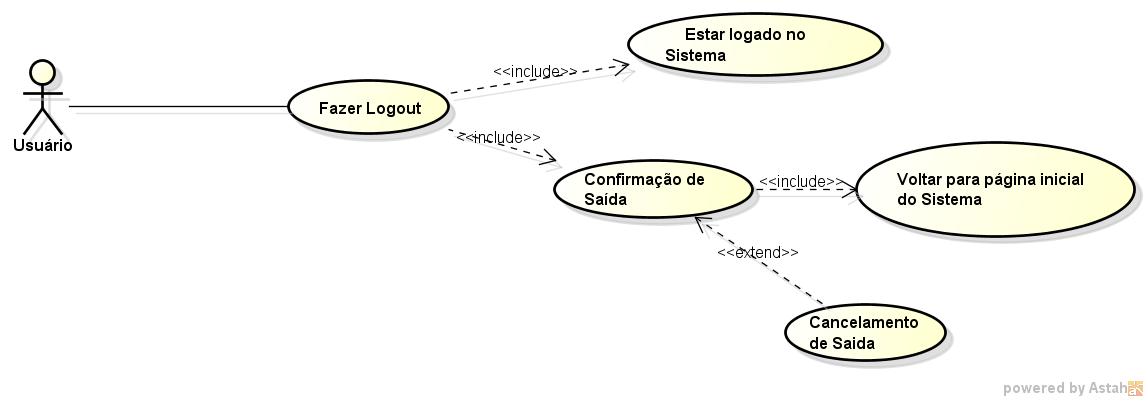 Estar logado no
Sistema
<<include>>
Usuário
Fazer Logout
<<include>>
Confirmação de
Saída
<<include>>
Voltar para página inicial
do Sistema
<<extend>>
Cancelamento
de Saida
powered by Astah